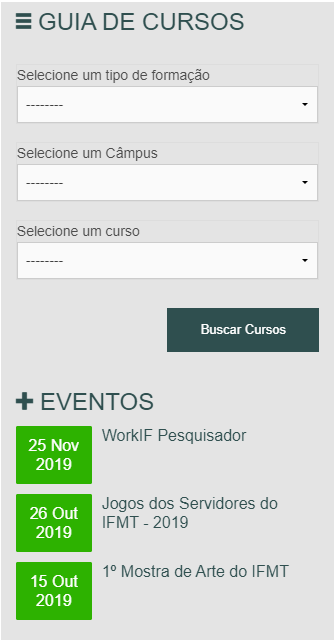 GUIA DE CURSOS
Selecione um tipo de formação
--------
Selecione um Câmpus
--------
Selecione um curso
--------
Buscar Cursos
EVENTOS
25 Nov
2019
WorkIF Pesquisador
26 Out
2019
Jogos dos Servidores do
IFMT - 2019
15 Out
2019
1º Mostra de Arte do IFMT